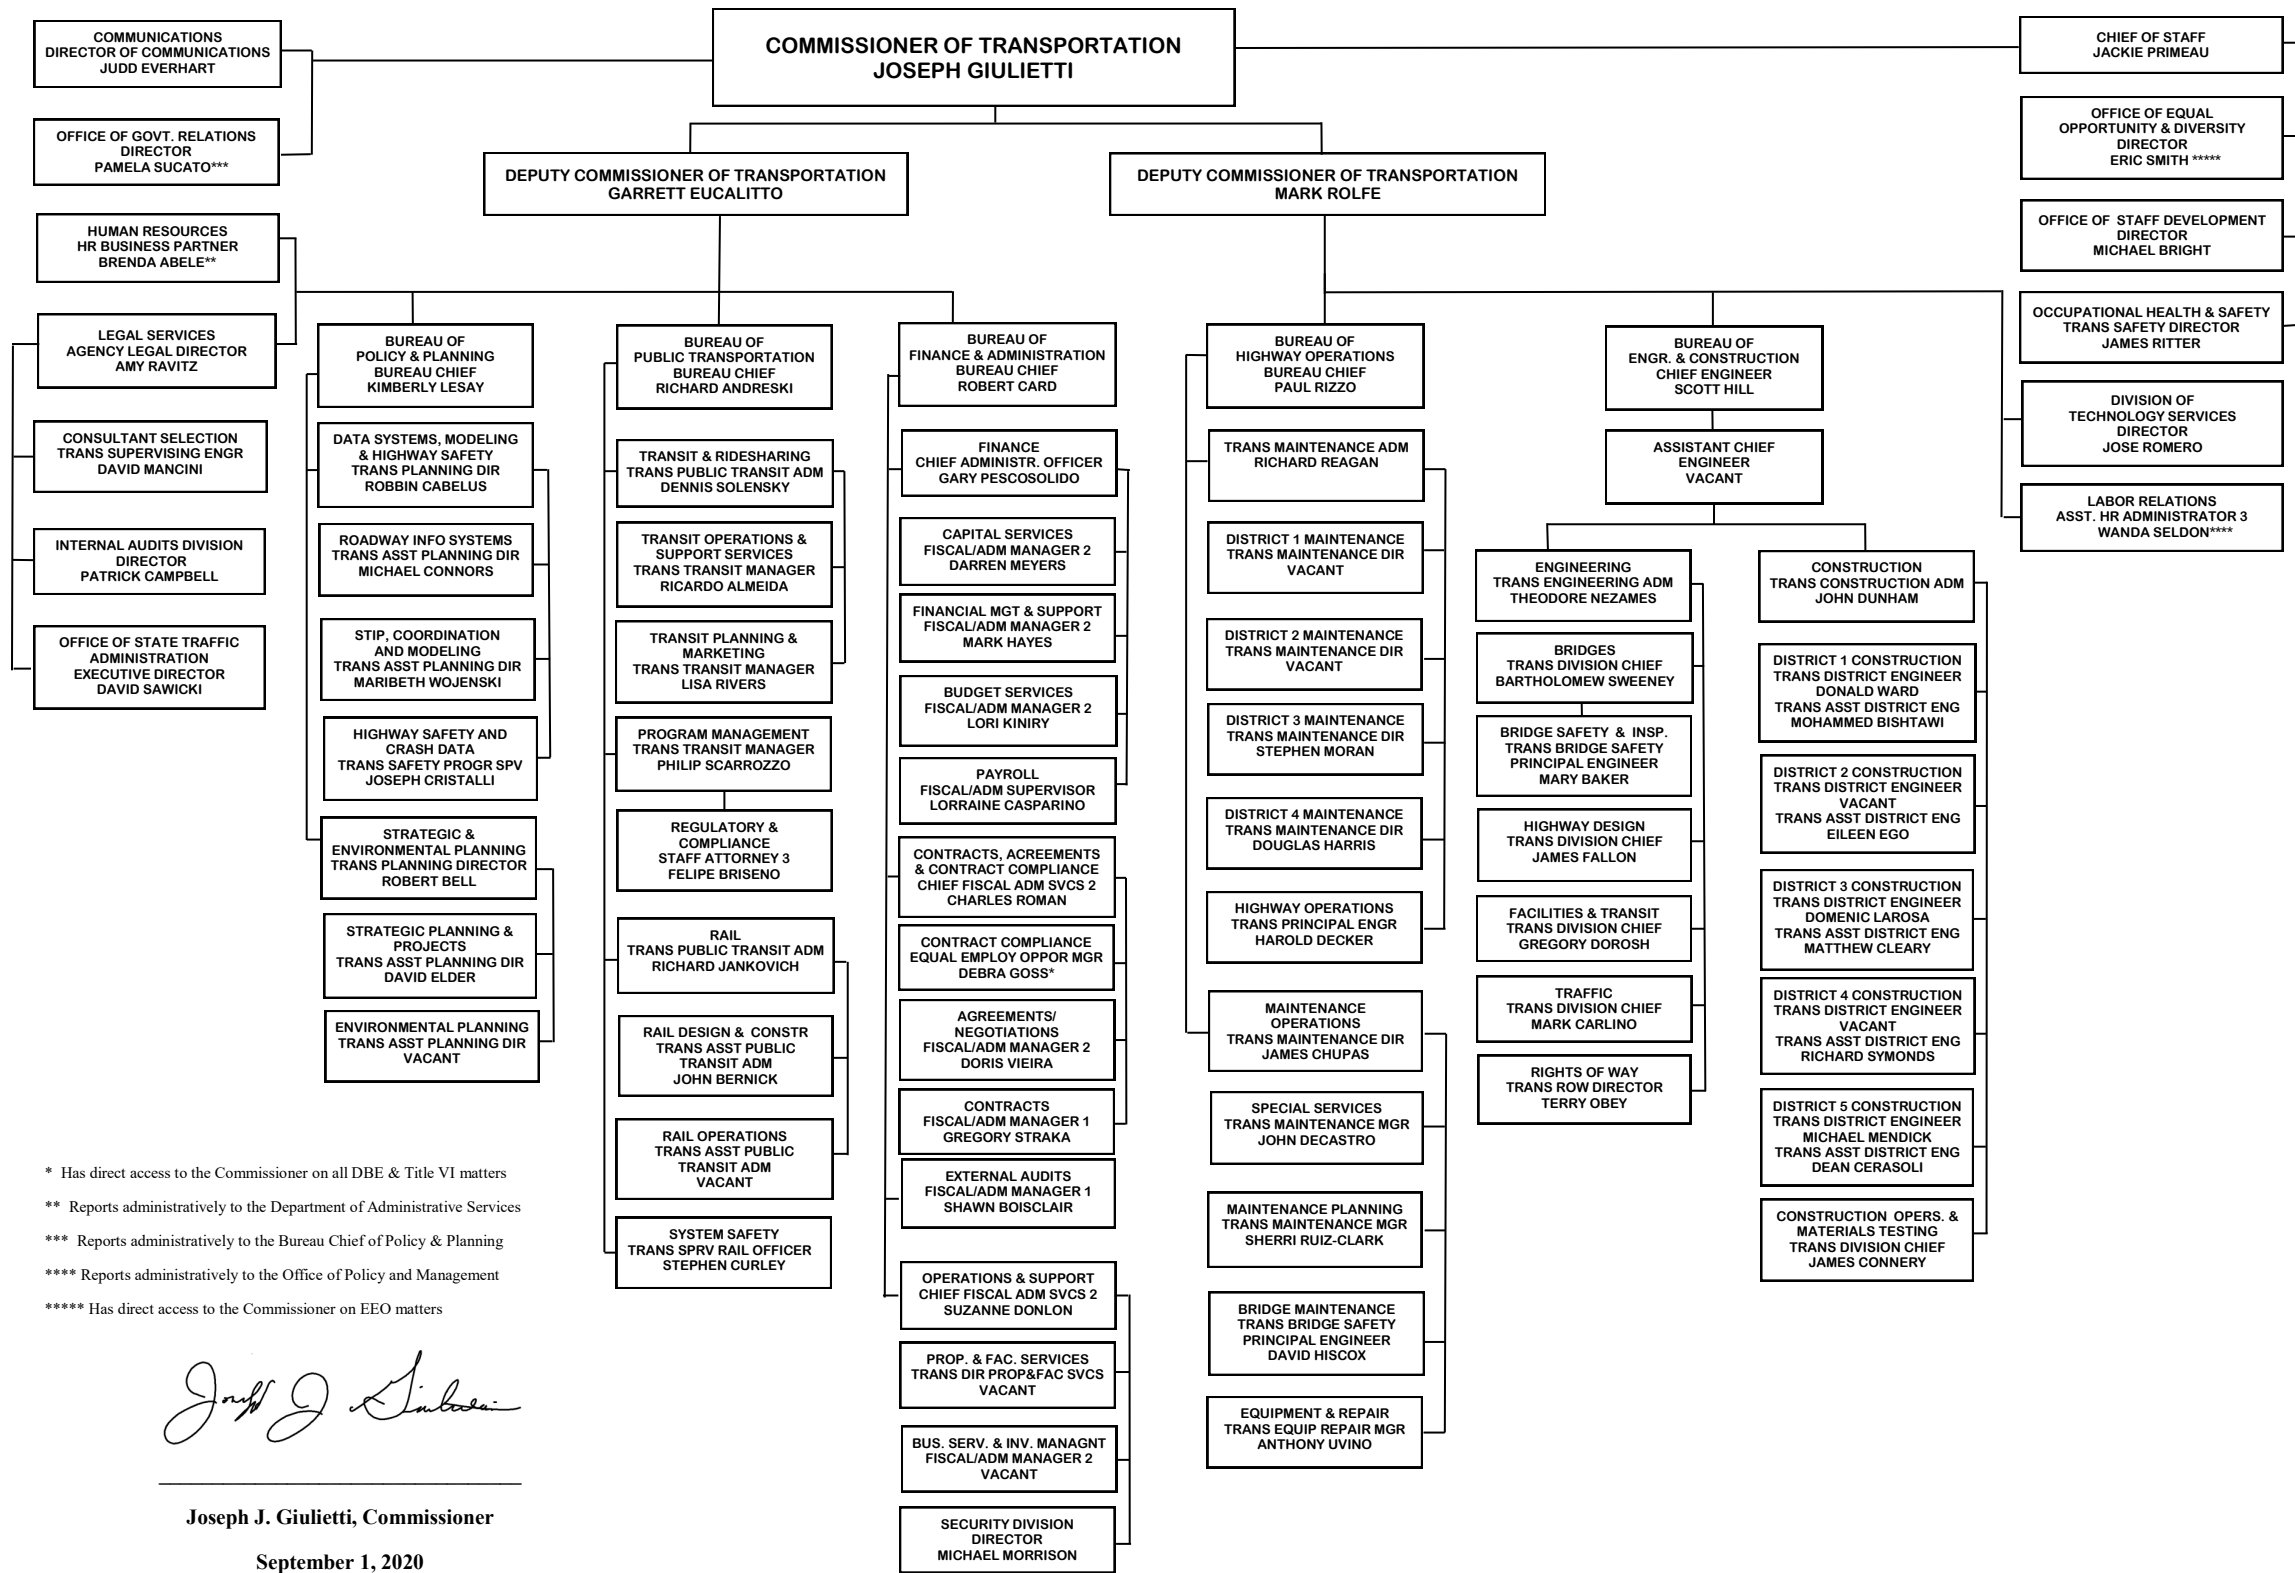 COMMISSIONER OF TRANSPORTATION
JOSEPH GIULIETTI
COMMUNICATIONS
DIRECTOR OF COMMUNICATIONS
JUDD EVERHART
OFFICE OF GOVT. RELATIONS
DIRECTOR
PAMELA SUCATO***
CHIEF OF STAFF
JACKIE PRIMEAU
OFFICE OF EQUAL
OPPORTUNITY & DIVERSITY
DIRECTOR
ERIC SMITH *****
OFFICE OF STAFF DEVELOPMENT
DIRECTOR
MICHAEL BRIGHT
OCCUPATIONAL HEALTH & SAFETY
TRANS SAFETY DIRECTOR
JAMES RITTER
DEPUTY COMMISSIONER OF TRANSPORTATION
GARRETT EUCALITTO
DEPUTY COMMISSIONER OF TRANSPORTATION
MARK ROLFE
HUMAN RESOURCES
HR BUSINESS PARTNER
BRENDA ABELE**
LEGAL SERVICES
AGENCY LEGAL DIRECTOR
AMY RAVITZ
CONSULTANT SELECTION
TRANS SUPERVISING ENGR
DAVID MANCINI
INTERNAL AUDITS DIVISION
DIRECTOR
PATRICK CAMPBELL
OFFICE OF STATE TRAFFIC
ADMINISTRATION
EXECUTIVE DIRECTOR
DAVID SAWICKI
BUREAU OF
POLICY & PLANNING
BUREAU CHIEF
KIMBERLY LESAY
DATA SYSTEMS, MODELING
& HIGHWAY SAFETY
TRANS PLANNING DIR
ROBBIN CABELUS
ROADWAY INFO SYSTEMS
TRANS ASST PLANNING DIR
MICHAEL CONNORS
STIP, COORDINATION
AND MODELING
TRANS ASST PLANNING DIR
MARIBETH WOJENSKI
HIGHWAY SAFETY AND
CRASH DATA
TRANS SAFETY PROGR SPV
JOSEPH CRISTALLI
STRATEGIC &
ENVIRONMENTAL PLANNING
TRANS PLANNING DIRECTOR
ROBERT BELL
STRATEGIC PLANNING &
PROJECTS
TRANS ASST PLANNING DIR
DAVID ELDER
ENVIRONMENTAL PLANNING
TRANS ASST PLANNING DIR
VACANT
BUREAU OF
PUBLIC TRANSPORTATION
BUREAU CHIEF
RICHARD ANDRESKI
TRANSIT & RIDESHARING
TRANS PUBLIC TRANSIT ADM
DENNIS SOLENSKY
TRANSIT OPERATIONS &
SUPPORT SERVICES
TRANS TRANSIT MANAGER
RICARDO ALMEIDA
TRANSIT PLANNING &
MARKETING
TRANS TRANSIT MANAGER
LISA RIVERS
PROGRAM MANAGEMENT
TRANS TRANSIT MANAGER
PHILIP SCARROZZO
REGULATORY &
COMPLIANCE
STAFF ATTORNEY 3
FELIPE BRISENO
RAIL
TRANS PUBLIC TRANSIT ADM
RICHARD JANKOVICH
RAIL DESIGN & CONSTR
TRANS ASST PUBLIC
TRANSIT ADM
JOHN BERNICK
RAIL OPERATIONS
TRANS ASST PUBLIC
TRANSIT ADM
VACANT
SYSTEM SAFETY
TRANS SPRV RAIL OFFICER
STEPHEN CURLEY
BUREAU OF
FINANCE & ADMINISTRATION
BUREAU CHIEF
ROBERT CARD
FINANCE
CHIEF ADMINISTR. OFFICER
GARY PESCOSOLIDO
CAPITAL SERVICES
FISCAL/ADM MANAGER 2
DARREN MEYERS
FINANCIAL MGT & SUPPORT
FISCAL/ADM MANAGER 2
MARK HAYES
BUDGET SERVICES
FISCAL/ADM MANAGER 2
LORI KINIRY
PAYROLL
FISCAL/ADM SUPERVISOR
LORRAINE CASPARINO
CONTRACTS, AGREEMENTS
& CONTRACT COMPLIANCE
CHIEF FISCAL ADM SVCS 2
CHARLES ROMAN
CONTRACT COMPLIANCE
EQUAL EMPLOY OPPOR MGR
DEBRA GOSS*
AGREEMENTS/
NEGOTIATIONS
FISCAL/ADM MANAGER 2
DORIS VIEIRA
CONTRACTS
FISCAL/ADM MANAGER 1
GREGORY STRAKA
EXTERNAL AUDITS
FISCAL/ADM MANAGER 1
SHAWN BOISCLAIR
OPERATIONS & SUPPORT
CHIEF FISCAL ADM SVCS 2
SUZANNE DONLON
PROP. & FAC. SERVICES
TRANS DIR PROP&FAC SVCS
VACANT
BUS. SERV. & INV. MANAGNT
FISCAL/ADM MANAGER 2
VACANT
SECURITY DIVISION
DIRECTOR
MICHAEL MORRISON
BUREAU OF
HIGHWAY OPERATIONS
BUREAU CHIEF
PAUL RIZZO
TRANS MAINTENANCE ADM
RICHARD REAGAN
DISTRICT 1 MAINTENANCE
TRANS MAINTENANCE DIR
VACANT
DISTRICT 2 MAINTENANCE
TRANS MAINTENANCE DIR
VACANT
DISTRICT 3 MAINTENANCE
TRANS MAINTENANCE DIR
STEPHEN MORAN
DISTRICT 4 MAINTENANCE
TRANS MAINTENANCE DIR
DOUGLAS HARRIS
HIGHWAY OPERATIONS
TRANS PRINCIPAL ENGR
HAROLD DECKER
MAINTENANCE
OPERATIONS
TRANS MAINTENANCE DIR
JAMES CHUPAS
SPECIAL SERVICES
TRANS MAINTENANCE MGR
JOHN DECASTRO
MAINTENANCE PLANNING
TRANS MAINTENANCE MGR
SHERRI RUIZ-CLARK
BRIDGE MAINTENANCE
TRANS BRIDGE SAFETY
PRINCIPAL ENGINEER
DAVID HISCOX
EQUIPMENT & REPAIR
TRANS EQUIP REPAIR MGR
ANTHONY UVINO
BUREAU OF
ENGR. & CONSTRUCTION
CHIEF ENGINEER
SCOTT HILL
ASSISTANT CHIEF
ENGINEER
VACANT
ENGINEERING
TRANS ENGINEERING ADM
THEODORE NEZAMES
BRIDGES
TRANS DIVISION CHIEF
BARTHOLOMEW SWEENEY
BRIDGE SAFETY & INSP.
TRANS BRIDGE SAFETY
PRINCIPAL ENGINEER
MARY BAKER
HIGHWAY DESIGN
TRANS DIVISION CHIEF
JAMES FALLON
FACILITIES & TRANSIT
TRANS DIVISION CHIEF
GREGORY DOROSH
TRAFFIC
TRANS DIVISION CHIEF
MARK CARLINO
RIGHTS OF WAY
TRANS ROW DIRECTOR
TERRY OBEY
CONSTRUCTION
TRANS CONSTRUCTION ADM
JOHN DUNHAM
DISTRICT 1 CONSTRUCTION
TRANS DISTRICT ENGINEER
DONALD WARD
TRANS ASST DISTRICT ENG
MOHAMMED BISHTAWI
DISTRICT 2 CONSTRUCTION
TRANS DISTRICT ENGINEER
VACANT
TRANS ASST DISTRICT ENG
EILEEN EGO
DISTRICT 3 CONSTRUCTION
TRANS DISTRICT ENGINEER
DOMENIC LAROSA
TRANS ASST DISTRICT ENG
MATTHEW CLEARY
DISTRICT 4 CONSTRUCTION
TRANS DISTRICT ENGINEER
VACANT
TRANS ASST DISTRICT ENG
RICHARD SYMONDS
DISTRICT 5 CONSTRUCTION
TRANS DISTRICT ENGINEER
MICHAEL MENDICK
TRANS ASST DISTRICT ENG
DEAN CERASOLI
CONSTRUCTION OPERS. &
MATERIALS TESTING
TRANS DIVISION CHIEF
JAMES CONNERY
DIVISION OF
TECHNOLOGY SERVICES
DIRECTOR
JOSE ROMERO
LABOR RELATIONS
ASST. HR ADMINISTRATOR 3
WANDA SELDON****
* Has direct access to the Commissioner on all DBE & Title VI matters
** Reports administratively to the Department of Administrative Services
*** Reports administratively to the Bureau Chief of Policy & Planning
**** Reports administratively to the Office of Policy and Management
***** Has direct access to the Commissioner on EEO matters
Joseph J Giulietti
Joseph J. Giulietti, Commissioner
September 1, 2020